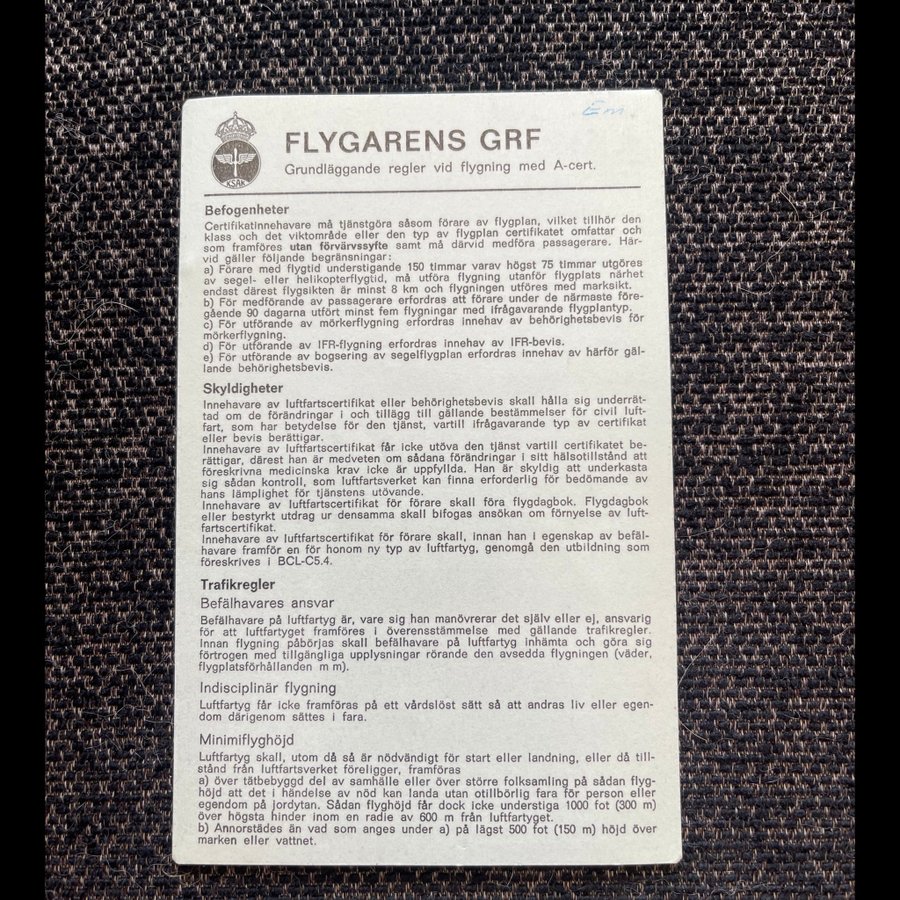 Em
KSAK
FLYGARENS GRF
Grundläggande regler vid flygning med A-cert.
Befogenheter
Certifikatinnehavare må tjänstgöra såsom förare av flygplan, vilket tillhör den
klass och det viktområde eller den typ av flygplan certifikatet omfattar och
som framföres utan förvärvssyfte samt må därvid medföra passagerare. Här-
vid gäller följande begränsningar:
a) Förare med flygtid understigande 150 timmar varav högst 75 timmar utgöres
av segel- eller helikopterflygtid, må utföra flygning utanför flygplats närhet
endast därest flygsikten är minst 8 km och flygningen utföres med marksikt.
b) För medförande av passagerare erfordras att förare under de närmaste före-
gående 90 dagarna utfört minst fem flygningar med ifrågavarande flygplantyp.
c) För utförande av mörkerflygning erfordras innehav av behörighetsbevis för
mörkerflygning.
d) För utförande av IFR-flygning erfordras innehav av IFR-bevis.
e) För utförande av bogsering av segelflygplan erfordras innehav av härför gäl-
lande behörighetsbevis.
Skyldigheter
Innehavare av luftfartscertifikat eller behörighetsbevis skall hålla sig underrät-
tad om de förändringar i och tillägg till gällande bestämmelser för civil luft-
fart, som har betydelse för den tjänst, vartill ifrågavarande typ av certifikat
eller bevis berättigar.
Innehavare av luftfartscertifikat får icke utöva den tjänst vartill certifikatet be-
rättigar, därest han är medveten om sådana förändringar i sitt hälsotillstånd att
föreskrivna medicinska krav icke är uppfyllda. Han är skyldig att underkasta
sig sådan kontroll, som luftfartsverket kan finna erforderlig för bedömande av
hans lämplighet för tjänstens utövande.
Innehavare av luftfartscertifikat för förare skall föra flygdagbok. Flygdagbok
eller bestyrkt utdrag ur densamma skall bifogas ansökan om förnyelse av luft-
fartscertifikat.
Innehavare av luftfartscertifikat för förare skall, innan han i egenskap av befäl-
havare framför en för honom ny typ av luftfartyg, genomgå den utbildning som
föreskrives i BCL-C5.4.
Trafikregler
Befälhavares ansvar
Befälhavare på luftfartyg är, vare sig han manövrerar det själv eller ej, ansvarig
för att luftfartyget framföres i överensstämmelse med gällande trafikregler.
Innan flygning påbörjas skall befälhavare på luftfartyg inhämta och göra sig
förtrogen med tillgängliga upplysningar rörande den avsedda flygningen (väder,
flygplatsförhållanden m m).
Indisciplinär flygning
Luftfartyg får icke framföras på ett vårdslöst sätt så att andras liv eller egen-
dom därigenom sättes i fara.
Minimiflyghöjd
Luftfartyg skall, utom då så är nödvändigt för start eller landning, eller då till-
stånd från luftfartsverket föreligger, framföras
a) över tätbebyggd del av samhälle eller över större folksamling på sådan flyg-
höjd att det i händelse av nöd kan landa utan otillbörlig fara för person eller
egendom på jordytan. Sådan flyghöjd får dock icke understiga 1000 fot (300 m)
över högsta hinder inom en radie av 600 m från luftfartyget.
b) Annorstädes än vad som anges under a) på lägst 500 fot (150 m) höjd över
marken eller vattnet.